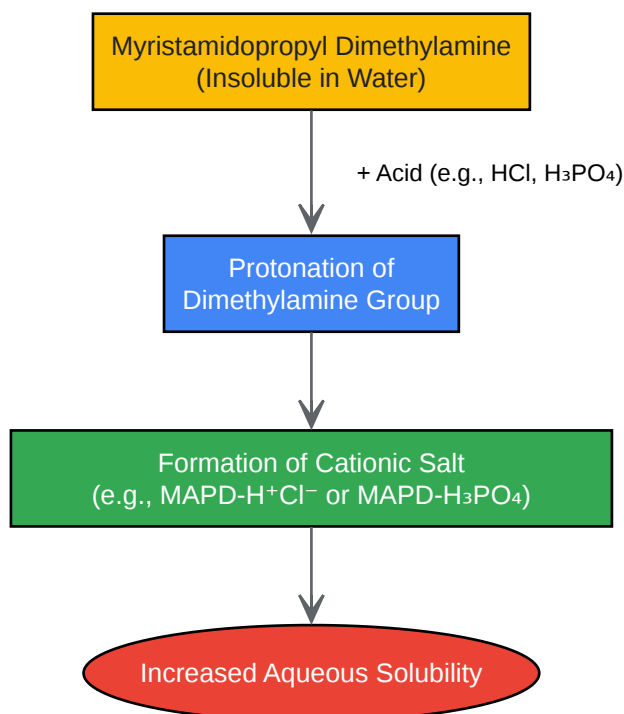 Myristamidopropyl Dimethylamine
(Insoluble in Water)
+ Acid (e.g., HCl, H₃PO₄)
Protonation of
Dimethylamine Group
Formation of Cationic Salt
(e.g., MAPD-H⁺Cl⁻ or MAPD-H₃PO₄)
Increased Aqueous Solubility